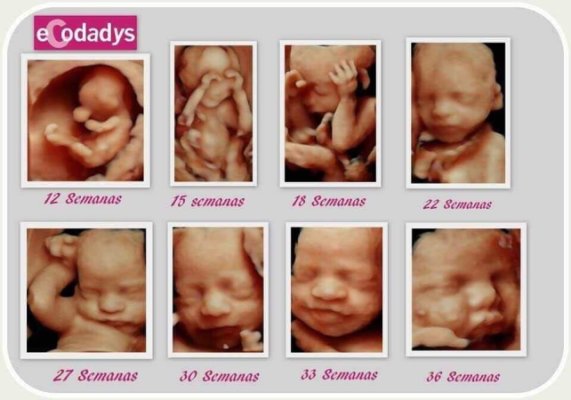 eCodadys
12 Semanas
15 semanas
18 Semanas
22 Semanas
27 Semanas
30 Semanas
33 Semanas
36 Semanas